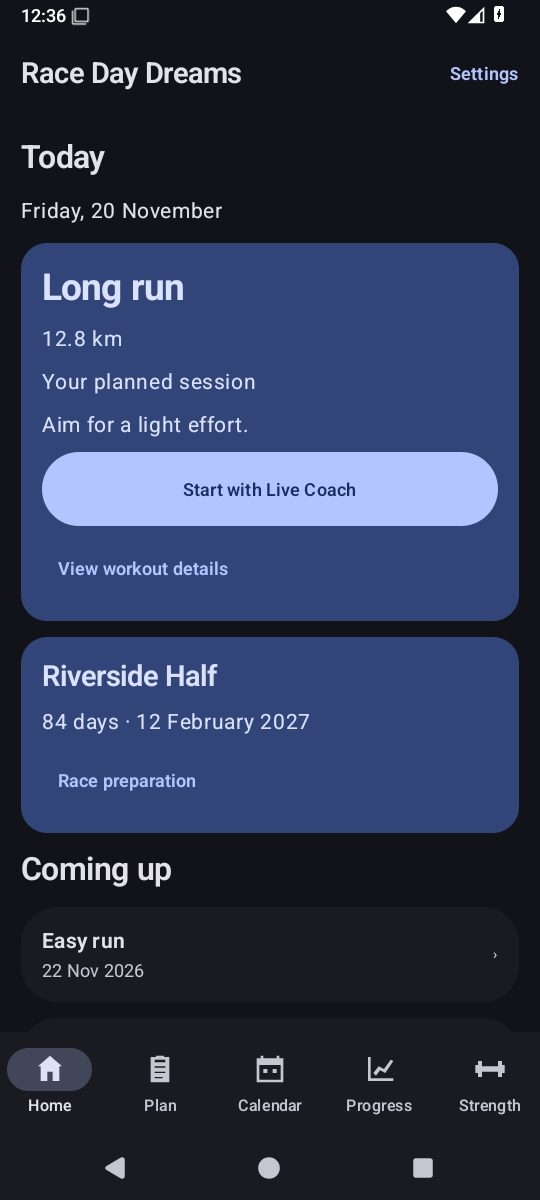 12:36
Race Day Dreams
Settings
Today
Friday, 20 November
Long run
12.8 km
Your planned session
Aim for a light effort.
Start with Live Coach
View workout details
Riverside Half
84 days · 12 February 2027
Race preparation
Coming up
Easy run
22 Nov 2026
›
Home
Plan
Calendar
Progress
Strength